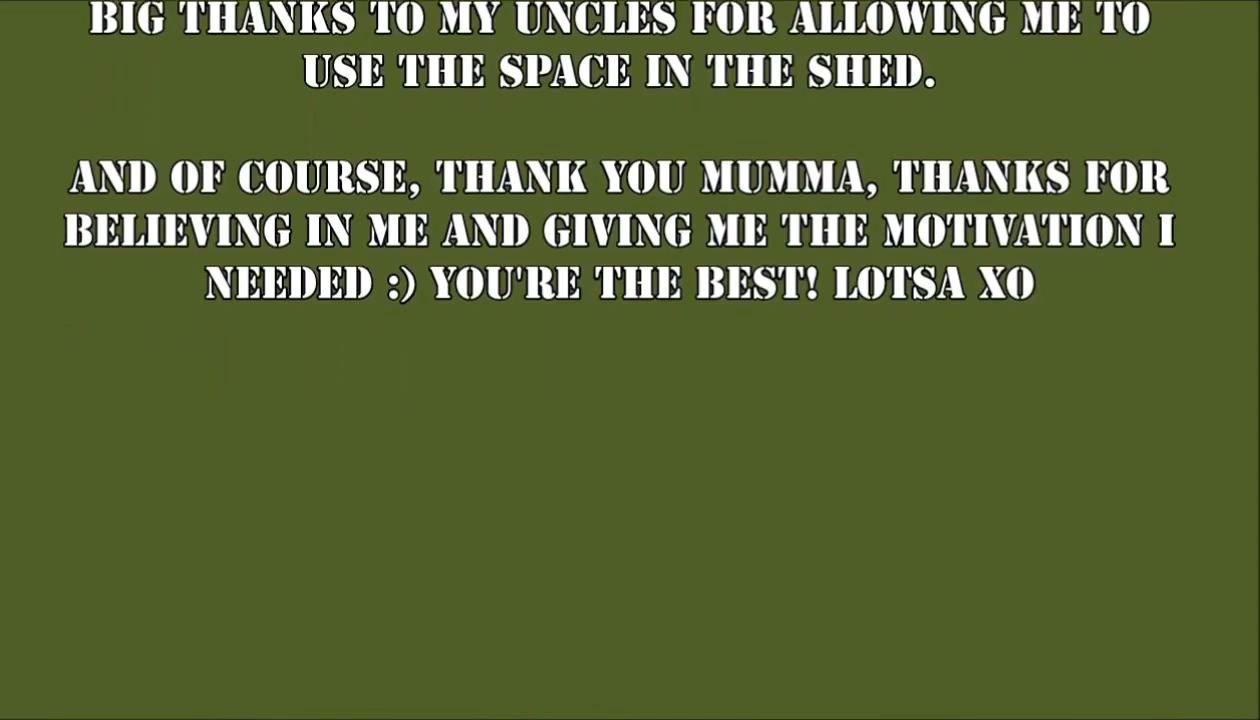 BIG THANKS TO MY UNCLES FOR ALLOWING ME TO
USE THE SPACE IN THE SHED.
AND OF COURSE, THANK YOU MUMMA, THANKS FOR
BELIEVING IN ME AND GIVING ME THE MOTIVATION I
NEEDED :) YOU'RE THE BEST! LOTSA XO